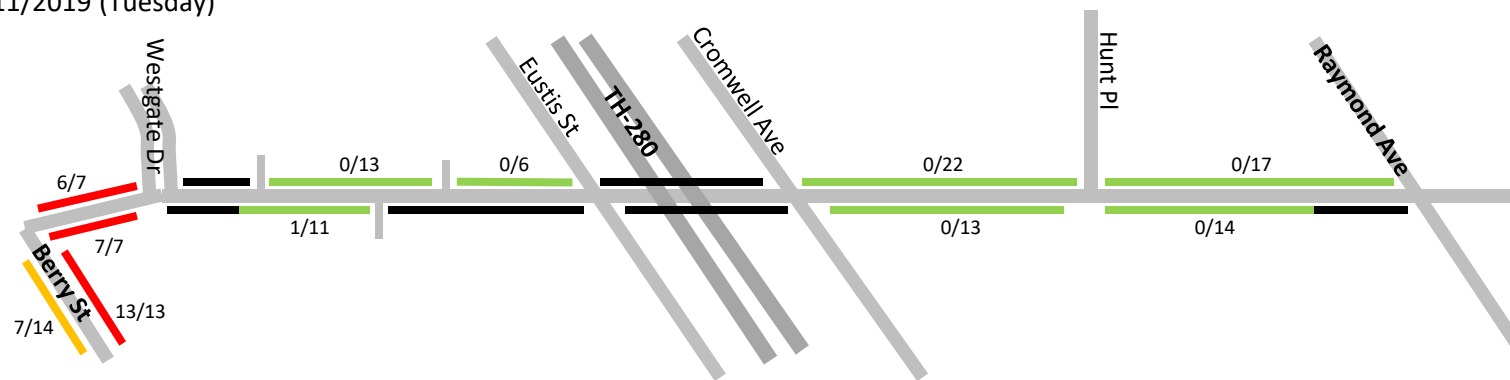 11/2019 (Tuesday)
Westgate Dr
Eustis St
TH-280
Cromwell Ave
Hunt Pl
Raymond Ave
6/7
0/13
0/6
0/22
0/17
7/7
1/11
0/13
0/14
Berry St
13/13
7/14